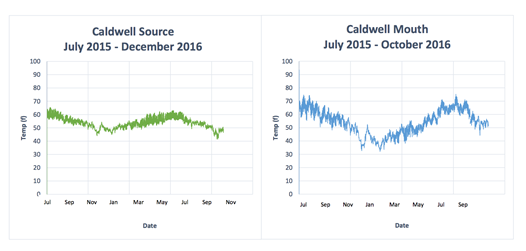 Caldwell Source
July 2015 - December 2016
100
90
80
70
60
50
40
30
20
10
0
Temp (f)
Jul Sep Nov Jan Mar May Jul Sep Nov
Date
Caldwell Mouth
July 2015 - October 2016
100
90
80
70
60
50
40
30
20
10
0
Temp (f)
Jul Sep Nov Jan Mar May Jul Sep
Date